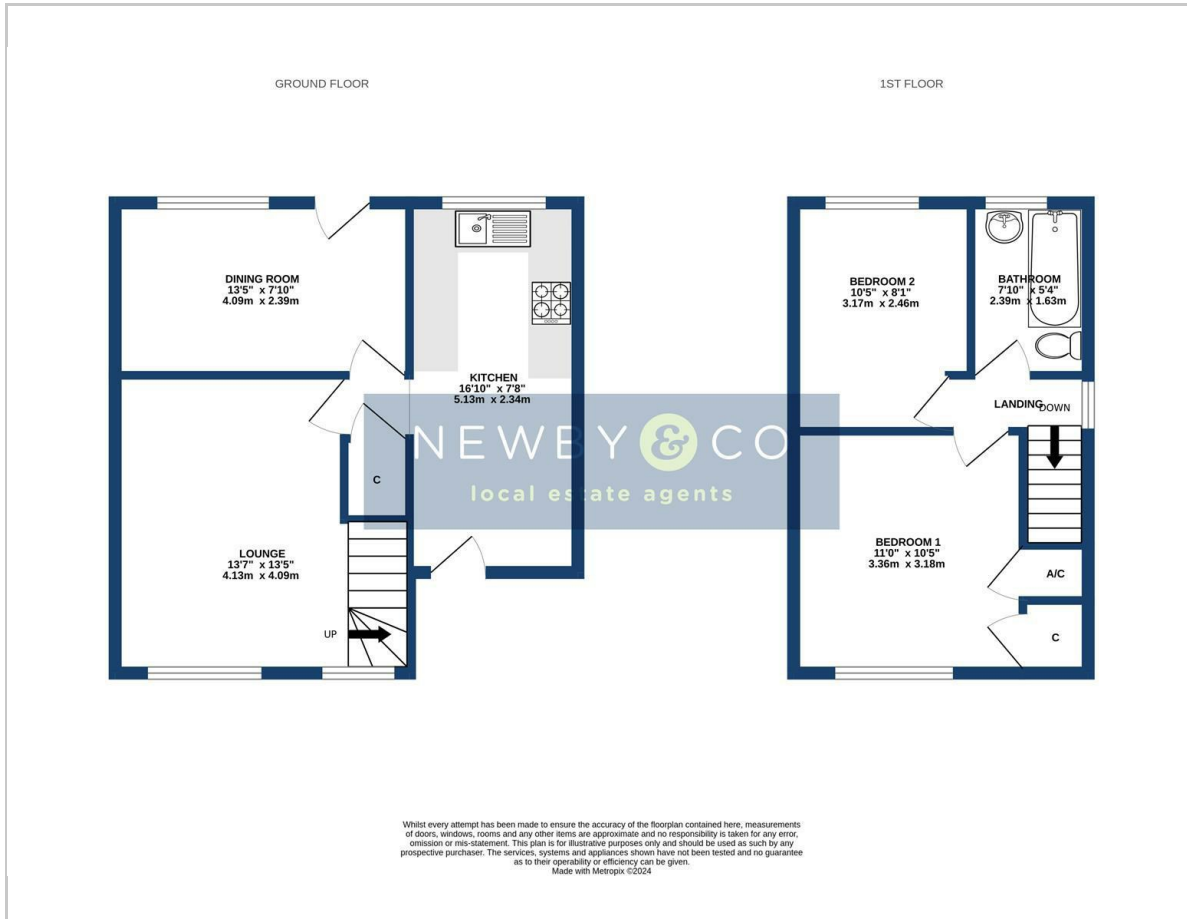 GROUND FLOOR
1ST FLOOR
DINING ROOM
13'5" x 7'10"
4.09m x 2.39m
KITCHEN
16'10" x 7'8"
5.13m x 2.34m
C
LOUNGE
13'7" x 13'5"
4.13m x 4.09m
UP
BEDROOM 2
10'5" x 8'1"
3.17m x 2.46m
BATHROOM
7'10" x 5'4"
2.39m x 1.63m
LANDING
DOWN
BEDROOM 1
11'0" x 10'5"
3.36m x 3.18m
A/C
C
NEWBY & CO
local estate agents
Whilst every attempt has been made to ensure the accuracy of the floorplan contained here, measurements
of doors, windows, rooms and any other items are approximate and no responsibility is taken for any error,
omission or mis-statement. This plan is for illustrative purposes only and should be used as such by any
prospective purchaser. The services, systems and appliances shown have not been tested and no guarantee
as to their operability or efficiency can be given.
Made with Metropix ©2024